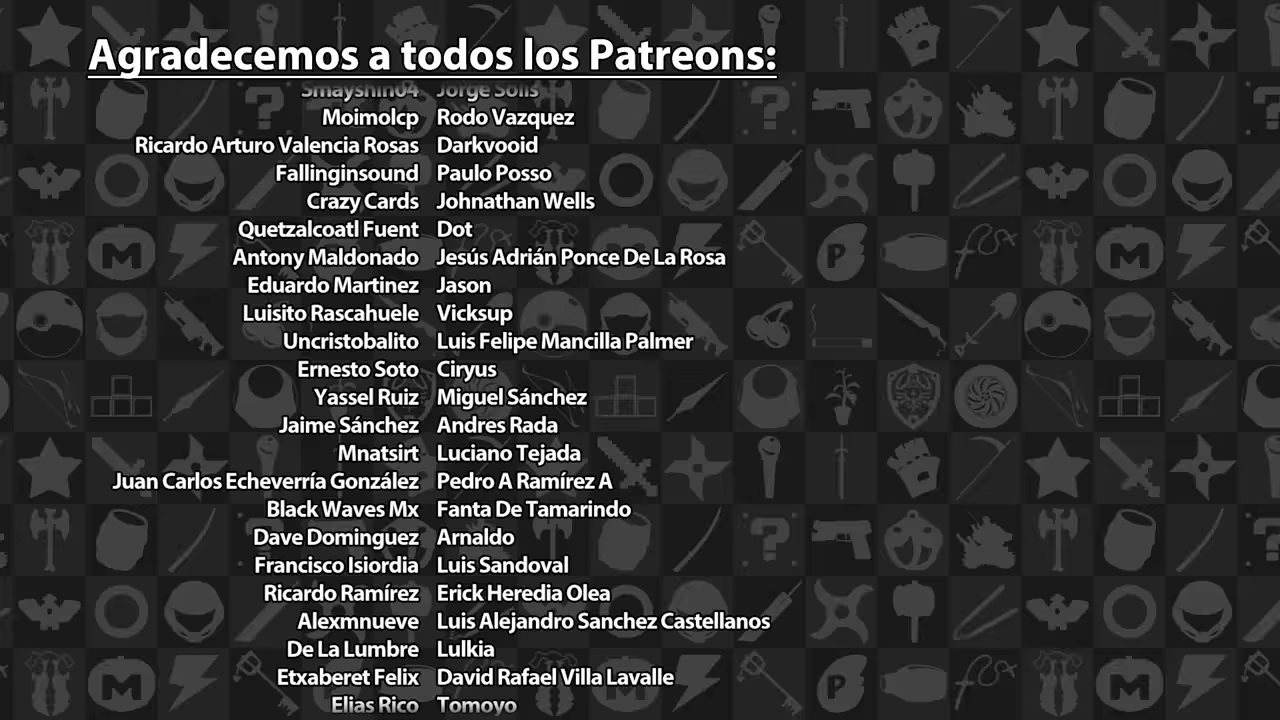 Agradecemos a todos los Patreons:
Smayshin64 Jorge Solis
Moimolcp Rodo Vazquez
Ricardo Arturo Valencia Rosas Darkvooid
Fallinginsound Paulo Posso
Crazy Cards Johnathan Wells
Quetzalcoatl Fuent Dot
Antony Maldonado Jesús Adrián Ponce De La Rosa
Eduardo Martinez Jason
Luisito Rascahuele Vicksup
Uncristobalito Luis Felipe Mancilla Palmer
Ernesto Soto Ciryus
Yassel Ruiz Miguel Sánchez
Jaime Sánchez Andres Rada
Mnatsirt Luciano Tejada
Juan Carlos Echeverría González Pedro A Ramírez A
Black Waves Mx Fanta De Tamarindo
Dave Dominguez Arnaldo
Francisco Isiordia Luis Sandoval
Ricardo Ramírez Erick Heredia Olea
Alexmnueve Luis Alejandro Sanchez Castellanos
De La Lumbre Lulkia
Etxaberet Felix David Rafael Villa Lavalle
Elias Rico Tomoyo